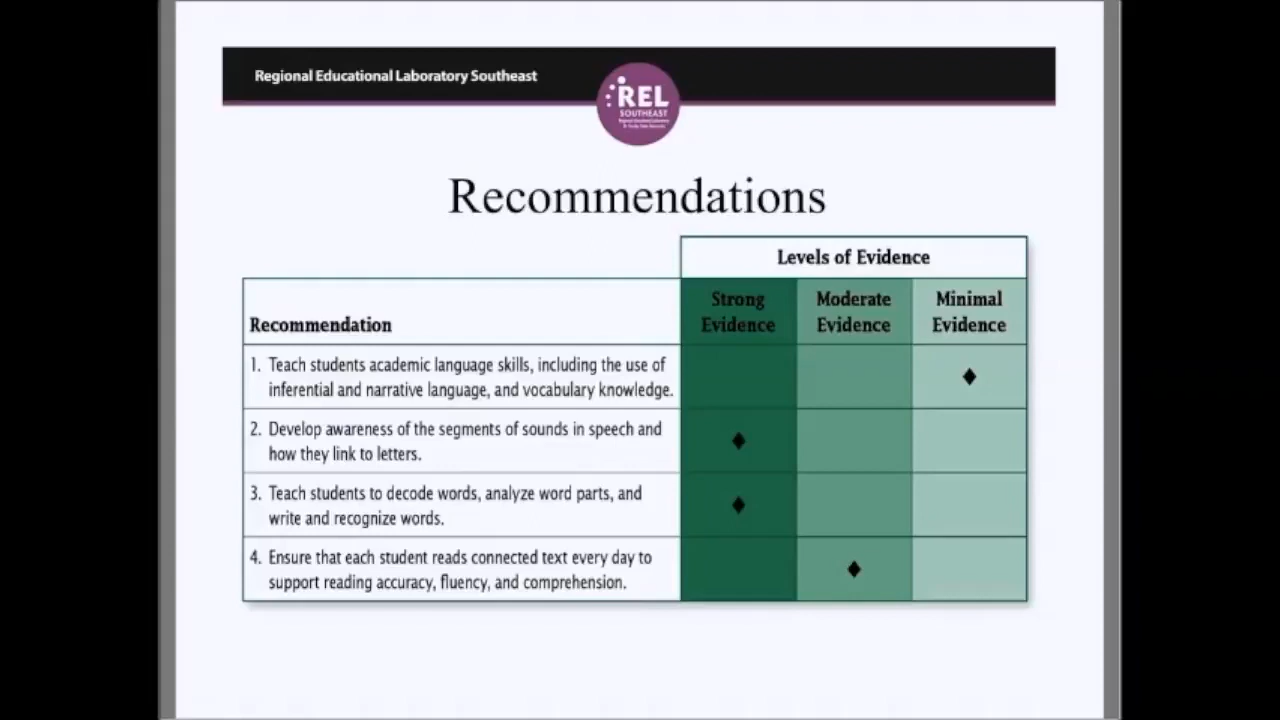 Regional Educational Laboratory Southeast
REL
SOUTHEAST
Recommendations
Levels of Evidence
Recommendation
Strong Evidence
Moderate Evidence
Minimal Evidence
1. Teach students academic language skills, including the use of
inferential and narrative language, and vocabulary knowledge.
2. Develop awareness of the segments of sounds in speech and
how they link to letters.
3. Teach students to decode words, analyze word parts, and
write and recognize words.
4. Ensure that each student reads connected text every day to
support reading accuracy, fluency, and comprehension.